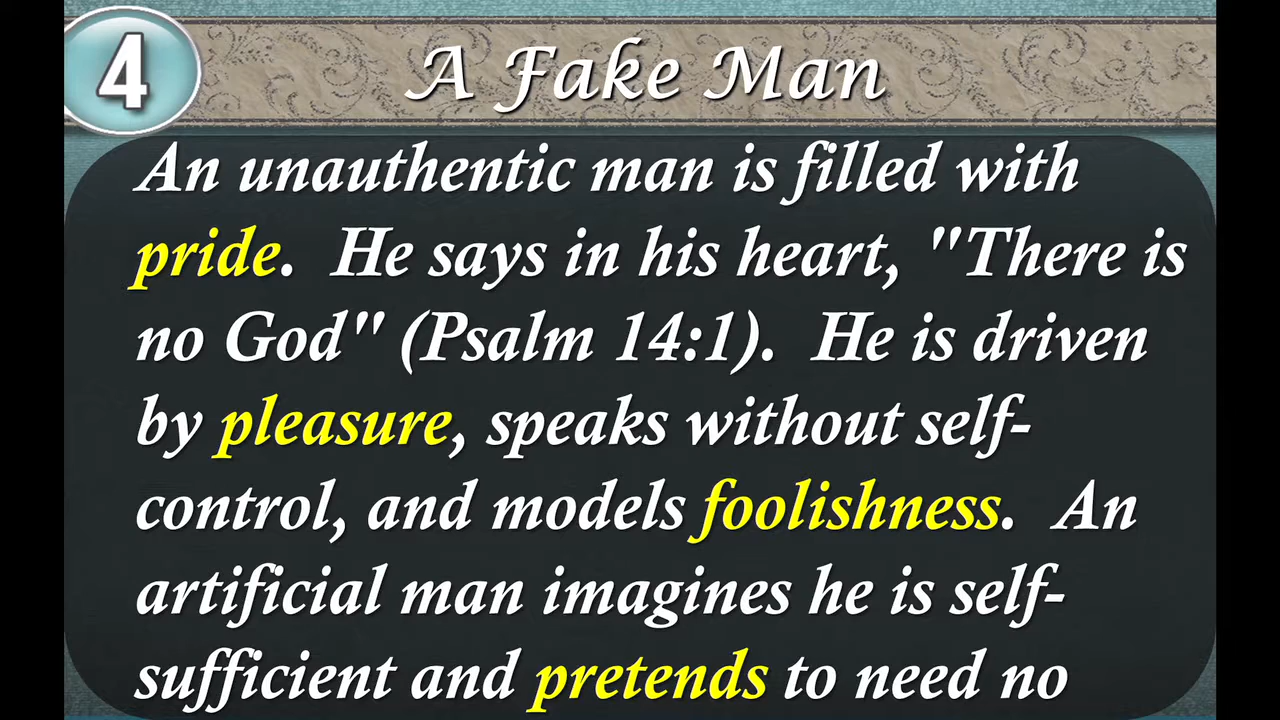 4
A Fake Man
An unauthentic man is filled with
pride.  He says in his heart, "There is
no God" (Psalm 14:1).  He is driven
by pleasure, speaks without self-
control, and models foolishness.  An
artificial man imagines he is self-
sufficient and pretends to need no